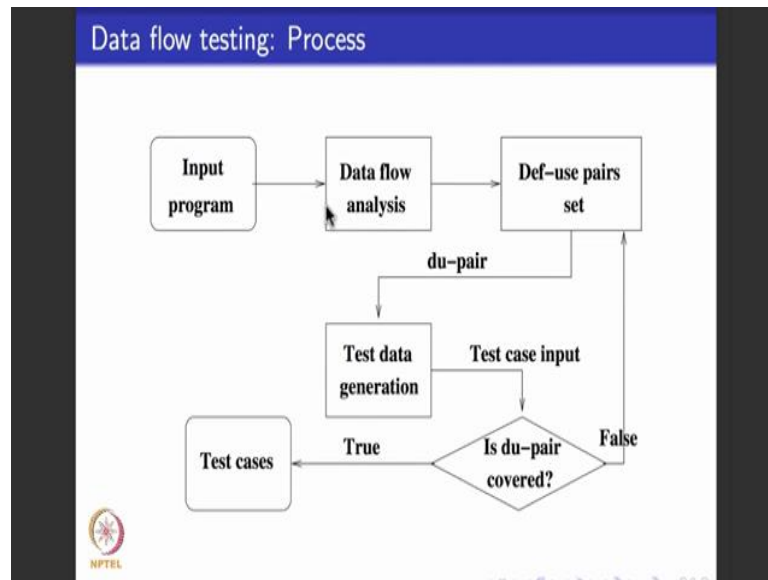 Data flow testing: Process
Input
program
Data flow
analysis
Def-use pairs
set
du-pair
Test data
generation
Test case input
Test cases
True
Is du-pair
covered?
False
NPTEL